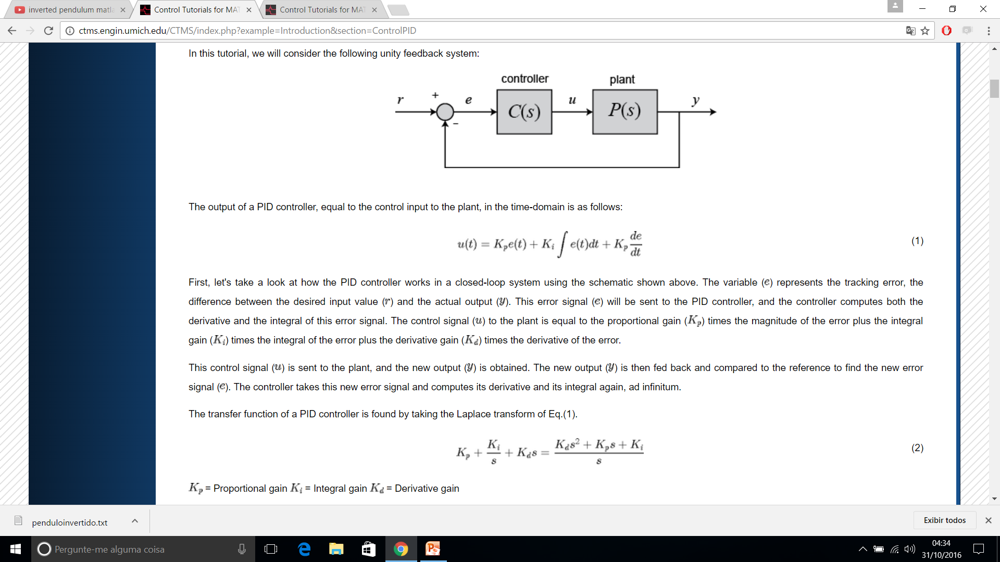 inverted pendulum matla
Control Tutorials for MAT
Control Tutorials for MAT
ctms.engin.umich.edu/CTMS/index.php?example=Introduction&section=ControlPID
In this tutorial, we will consider the following unity feedback system:
controller plant
r + e C(s) u P(s) y
−
The output of a PID controller, equal to the control input to the plant, in the time-domain is as follows:
u(t) = K_p e(t) + K_i ∫ e(t)dt + K_p de/dt (1)
First, let's take a look at how the PID controller works in a closed-loop system using the schematic shown above. The variable (e) represents the tracking error, the
difference between the desired input value (r) and the actual output (y). This error signal (e) will be sent to the PID controller, and the controller computes both the
derivative and the integral of this error signal. The control signal (u) to the plant is equal to the proportional gain (K_p) times the magnitude of the error plus the integral
gain (K_i) times the integral of the error plus the derivative gain (K_d) times the derivative of the error.
This control signal (u) is sent to the plant, and the new output (y) is obtained. The new output (y) is then fed back and compared to the reference to find the new error
signal (e). The controller takes this new error signal and computes its derivative and its integral again, ad infinitum.
The transfer function of a PID controller is found by taking the Laplace transform of Eq.(1).
K_p + K_i/s + K_d s = (K_d s² + K_p s + K_i)/s (2)
K_p = Proportional gain K_i = Integral gain K_d = Derivative gain
penduloinvertido.txt
Exibir todos
Pergunte-me alguma coisa
04:34
31/10/2016